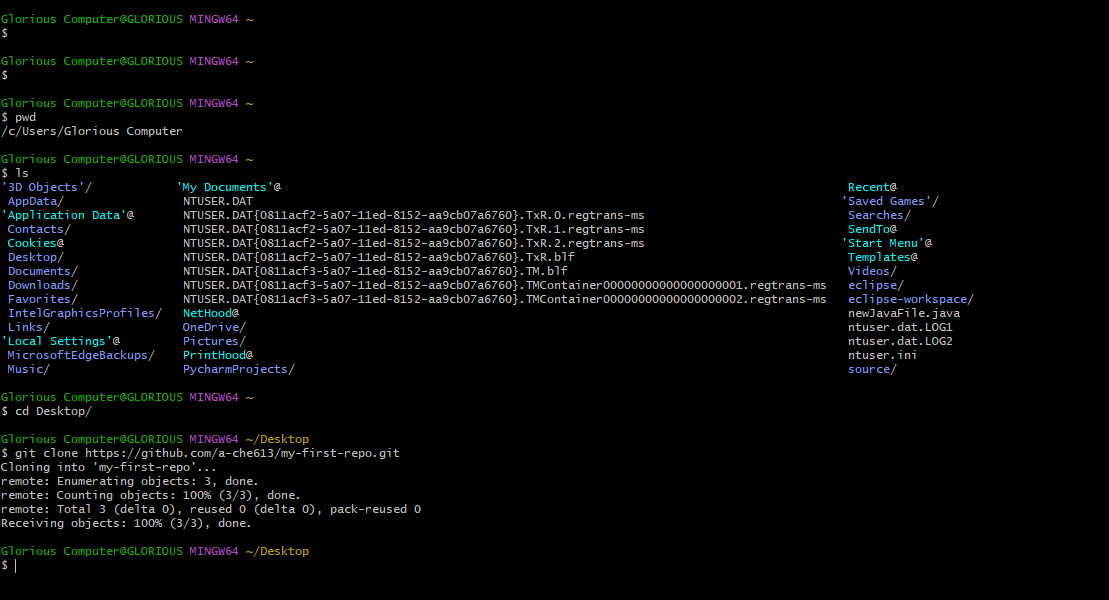 Glorious Computer@GLORIOUS MINGW64 ~
$
Glorious Computer@GLORIOUS MINGW64 ~
$
Glorious Computer@GLORIOUS MINGW64 ~
$ pwd
/c/Users/Glorious Computer
Glorious Computer@GLORIOUS MINGW64 ~
$ ls
'3D Objects'/ 'My Documents'@ Recent@
AppData/ NTUSER.DAT 'Saved Games'/
'Application Data'@ NTUSER.DAT{0811acf2-5a07-11ed-8152-aa9cb07a6760}.TxR.0.regtrans-ms Searches/
Contacts/ NTUSER.DAT{0811acf2-5a07-11ed-8152-aa9cb07a6760}.TxR.1.regtrans-ms SendTo@
Cookies@ NTUSER.DAT{0811acf2-5a07-11ed-8152-aa9cb07a6760}.TxR.2.regtrans-ms 'Start Menu'@
Desktop/ NTUSER.DAT{0811acf2-5a07-11ed-8152-aa9cb07a6760}.TxR.blf Templates@
Documents/ NTUSER.DAT{0811acf3-5a07-11ed-8152-aa9cb07a6760}.TM.blf Videos/
Downloads/ NTUSER.DAT{0811acf3-5a07-11ed-8152-aa9cb07a6760}.TMContainer00000000000000000001.regtrans-ms eclipse/
Favorites/ NTUSER.DAT{0811acf3-5a07-11ed-8152-aa9cb07a6760}.TMContainer00000000000000000002.regtrans-ms eclipse-workspace/
IntelGraphicsProfiles/ NetHood@ newJavaFile.java
Links/ OneDrive/ ntuser.dat.LOG1
'Local Settings'@ Pictures/ ntuser.dat.LOG2
MicrosoftEdgeBackups/ PrintHood@ ntuser.ini
Music/ PycharmProjects/ source/
Glorious Computer@GLORIOUS MINGW64 ~
$ cd Desktop/
Glorious Computer@GLORIOUS MINGW64 ~/Desktop
$ git clone https://github.com/a-che613/my-first-repo.git
Cloning into 'my-first-repo'...
remote: Enumerating objects: 3, done.
remote: Counting objects: 100% (3/3), done.
remote: Total 3 (delta 0), reused 0 (delta 0), pack-reused 0
Receiving objects: 100% (3/3), done.
Glorious Computer@GLORIOUS MINGW64 ~/Desktop
$